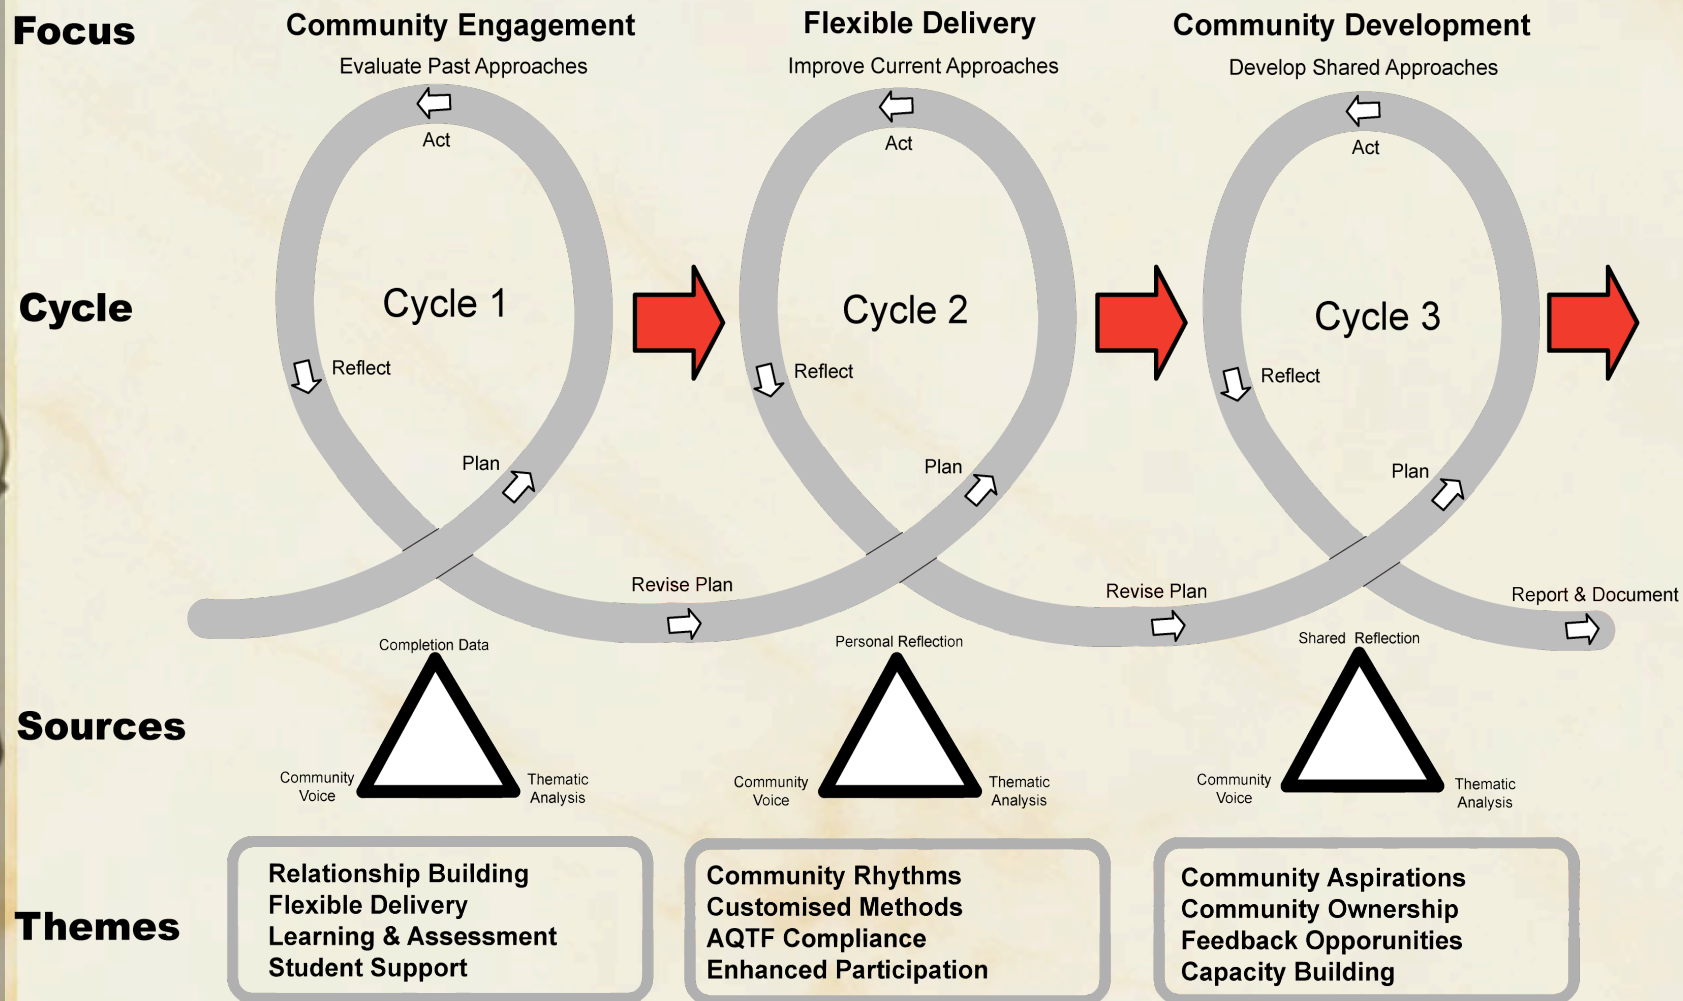 Focus
Community Engagement
Flexible Delivery
Community Development
Evaluate Past Approaches
Improve Current Approaches
Develop Shared Approaches
Act
Act
Act
Cycle
Cycle 1
Cycle 2
Cycle 3
Reflect
Reflect
Reflect
Plan
Plan
Plan
Revise Plan
Revise Plan
Report & Document
Sources
Completion Data
Community
Voice
Thematic
Analysis
Personal Reflection
Community
Voice
Thematic
Analysis
Shared Reflection
Community
Voice
Thematic
Analysis
Themes
Relationship Building
Flexible Delivery
Learning & Assessment
Student Support
Community Rhythms
Customised Methods
AQTF Compliance
Enhanced Participation
Community Aspirations
Community Ownership
Feedback Opporunities
Capacity Building